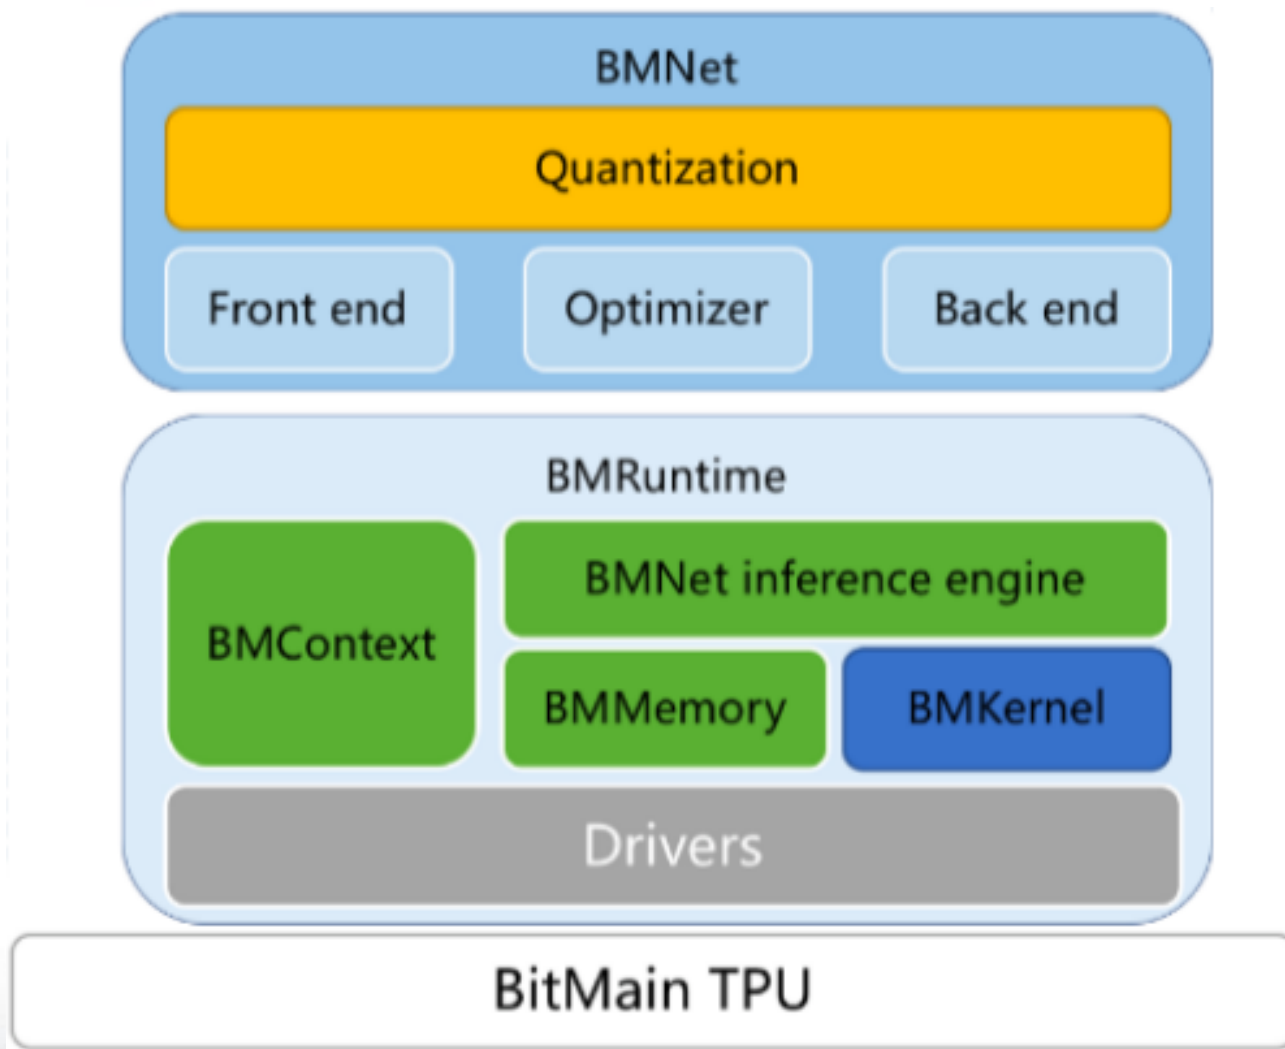 BMNet
Quantization
Front end
Optimizer
Back end
BMRuntime
BMContext
BMNet inference engine
BMMemory
BMKernel
Drivers
BitMain TPU